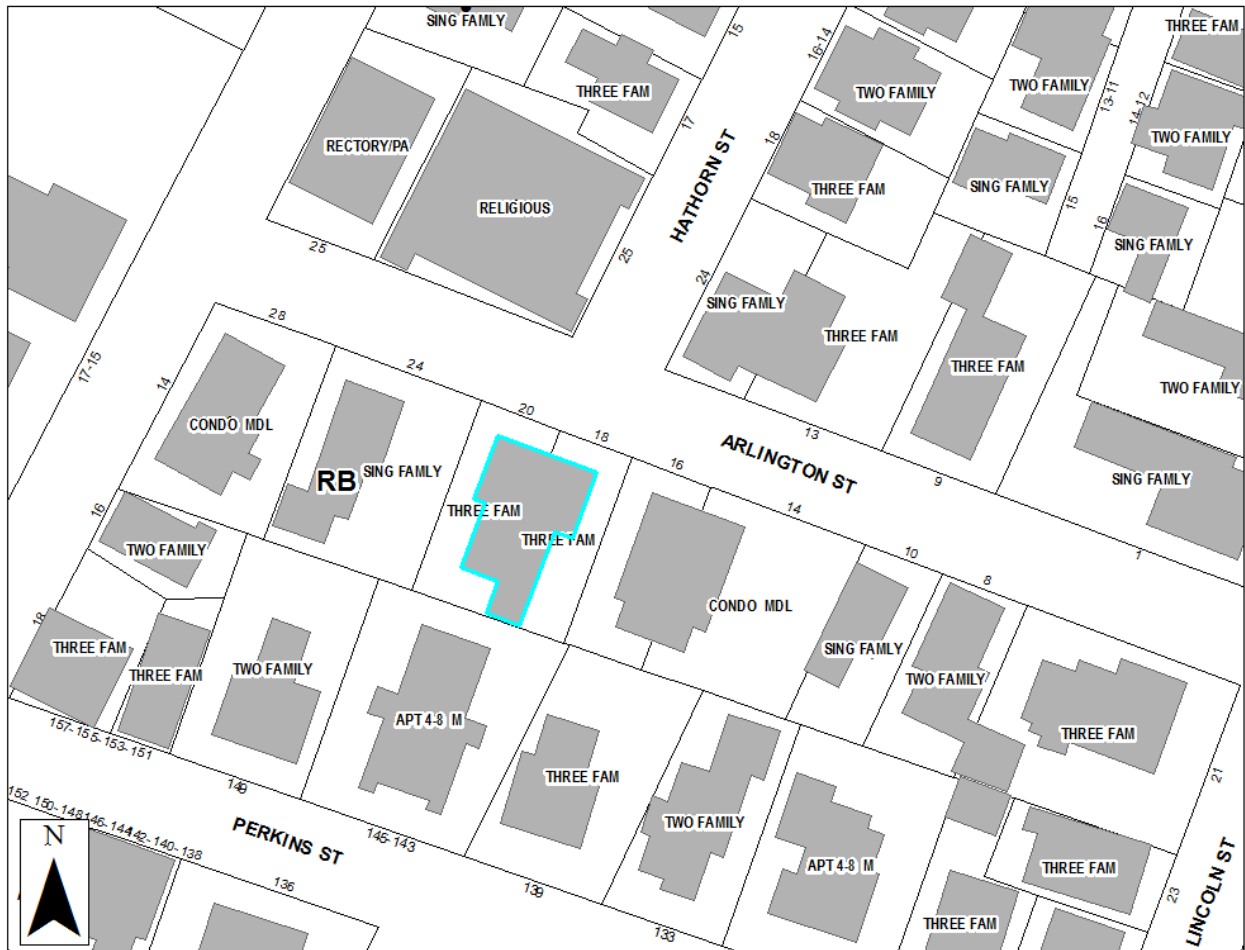 SING FAMLY
15
THREE FAM
16-14
THREE FAM
TWO FAMILY
TWO FAMILY
13-11
14-12
TWO FAMILY
17
RECTORY/PA
18
HATHORN ST
THREE FAM
SING FAMLY
RELIGIOUS
15
16
SING FAMLY
25
25
24
SING FAMLY
28
THREE FAM
24
17-15
14
THREE FAM
TWO FAMILY
20
18
13
CONDO MDL
16
ARLINGTON ST
RB
SING FAMLY
9
SING FAMLY
16
THREE FAM
14
THREE FAM
TWO FAMILY
10
1
8
CONDO MDL
18
THREE FAM
THREE FAM
TWO FAMILY
SING FAMLY
TWO FAMILY
157-155-153-151
APT 4-8 M
THREE FAM
THREE FAM
21
149
152 150-148-146-144-142-140-138
TWO FAMILY
PERKINS ST
145-143
N
APT 4-8 M
THREE FAM
LINCOLN ST
136
139
23
133
THREE FAM